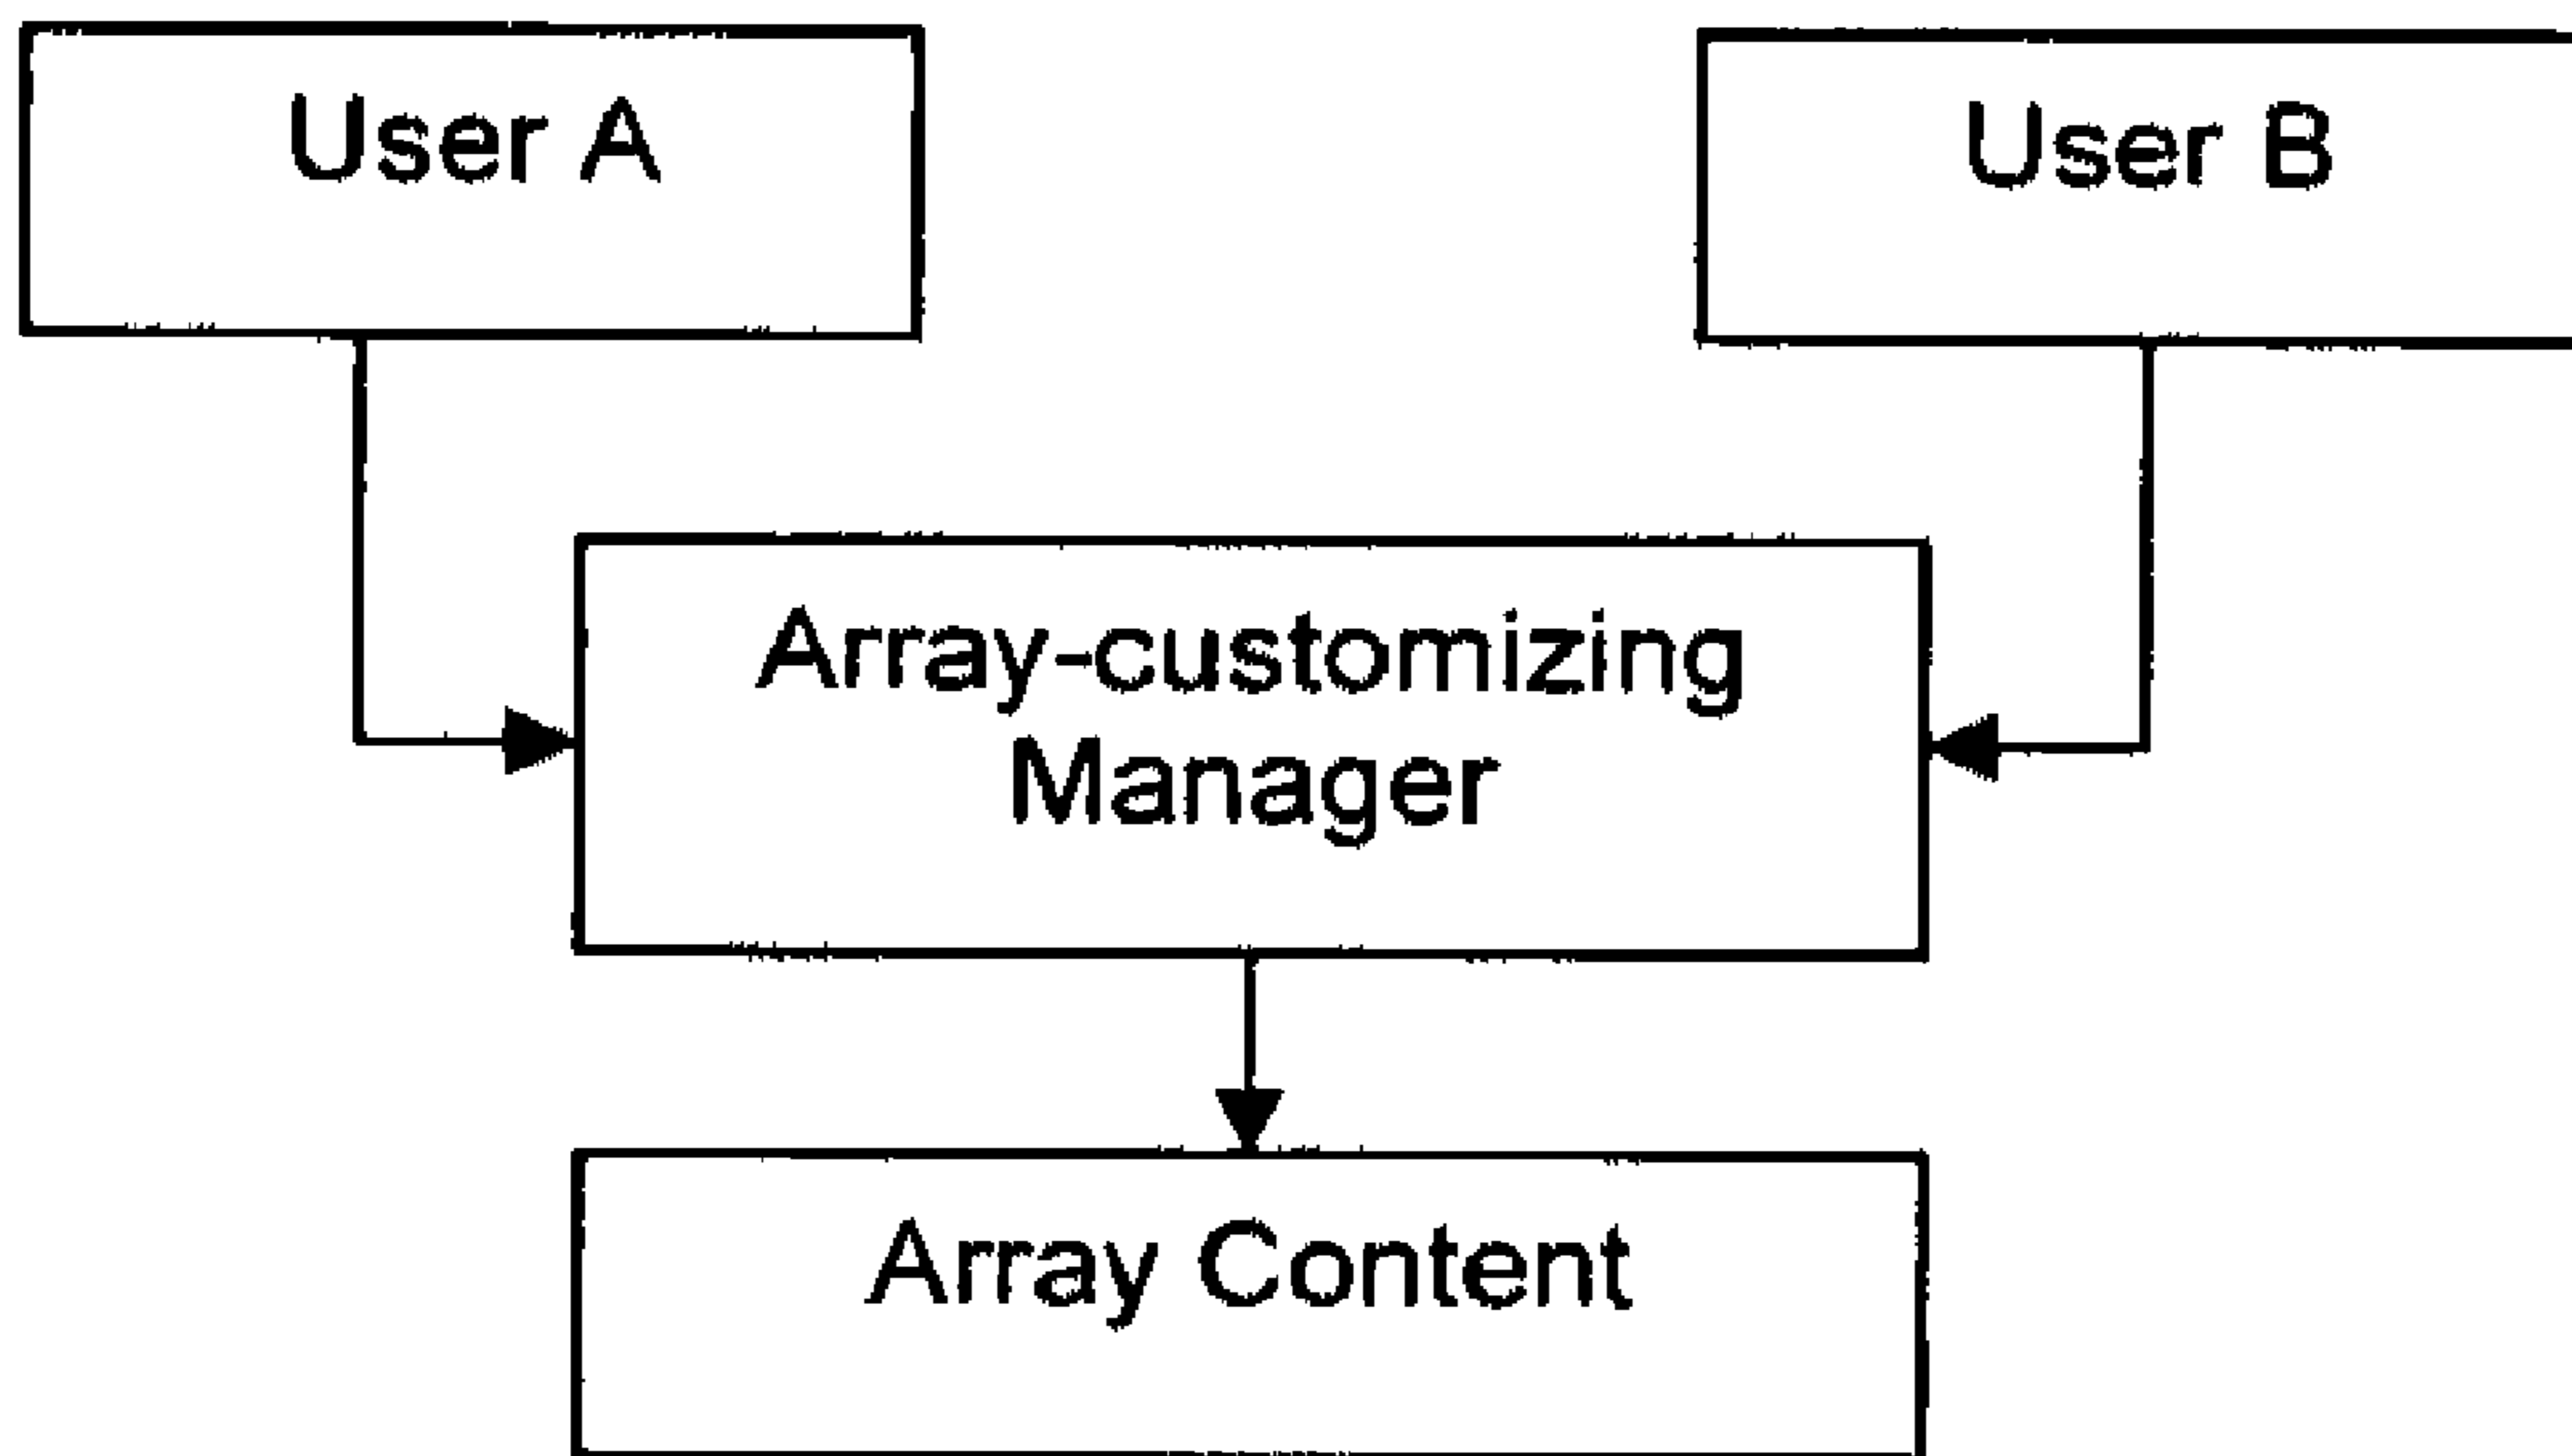 User A
User B
Array-customizing
Manager
Array Content